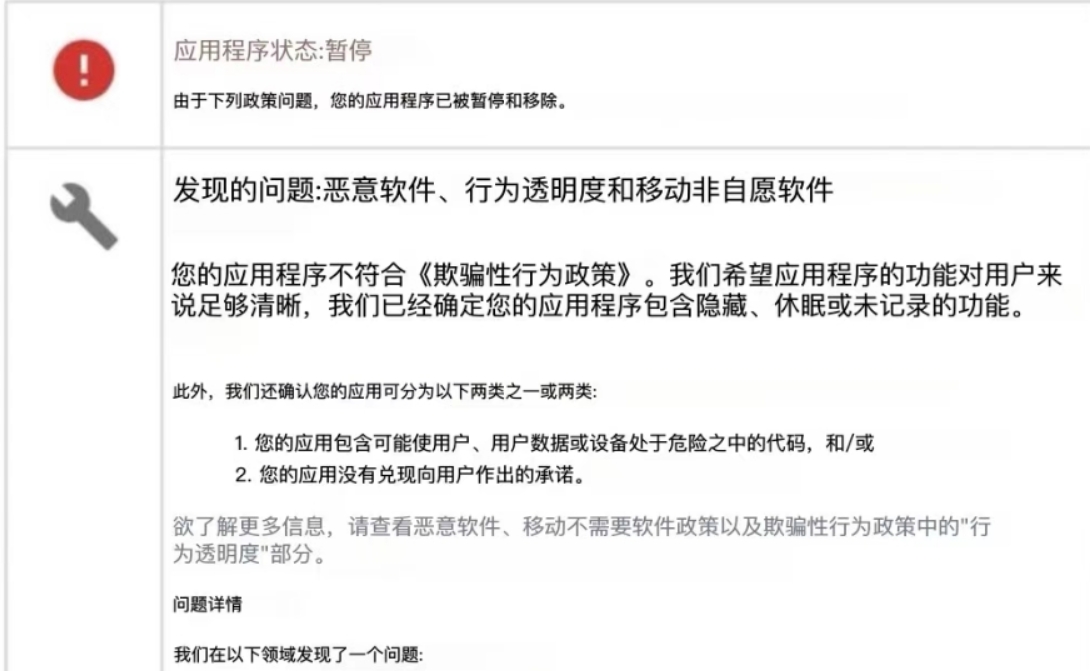 应用程序状态:暂停
由于下列政策问题，您的应用程序已被暂停和移除。
发现的问题:恶意软件、行为透明度和移动非自愿软件
您的应用程序不符合《欺骗性行为政策》。我们希望应用程序的功能对用户来
说足够清晰，我们已经确定您的应用程序包含隐藏、休眠或未记录的功能。
此外，我们还确认您的应用可分为以下两类之一或两类:
1. 您的应用包含可能使用户、用户数据或设备处于危险之中的代码，和/或
2. 您的应用没有兑现向用户作出的承诺。
欲了解更多信息，请查看恶意软件、移动不需要软件政策以及欺骗性行为政策中的"行
为透明度"部分。
问题详情
我们在以下领域发现了一个问题: